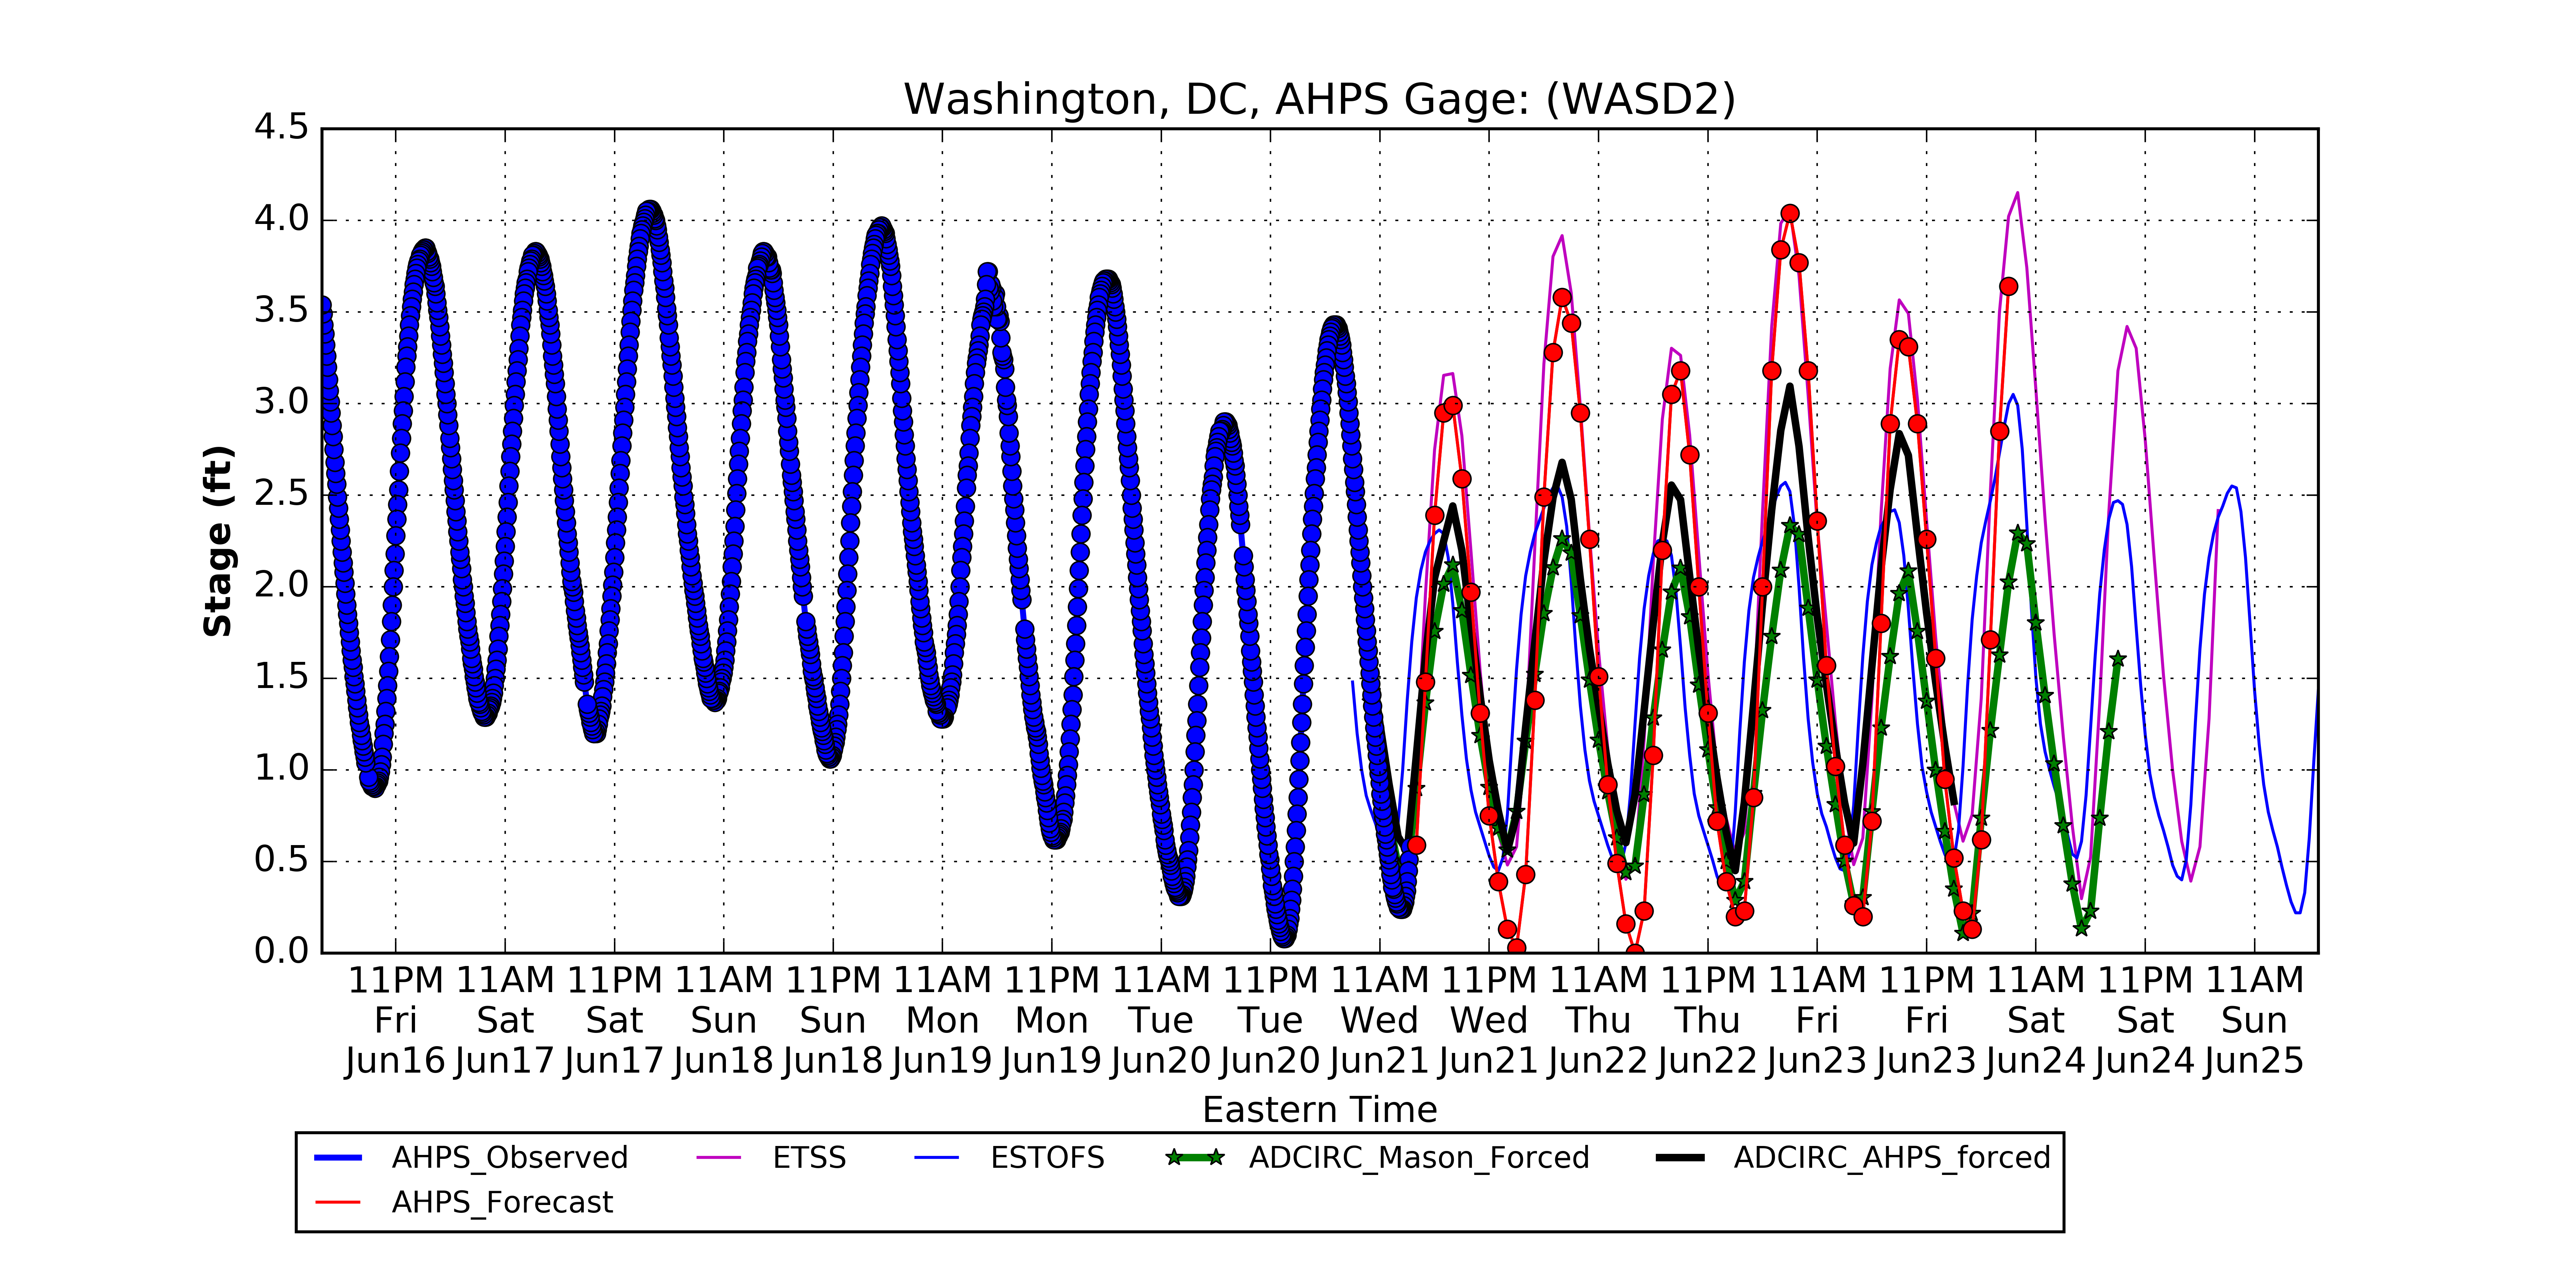 Washington, DC, AHPS Gage: (WASD2)
4.5
4.0
3.5
3.0
2.5
2.0
1.5
1.0
0.5
0.0
Stage (ft)
11PM 11AM 11PM 11AM 11PM 11AM 11PM 11AM 11PM 11AM 11PM 11AM 11PM 11AM 11PM 11AM 11PM 11AM
Fri Sat Sat Sun Sun Mon Mon Tue Tue Wed Wed Thu Thu Fri Fri Sat Sat Sun
Jun16 Jun17 Jun17 Jun18 Jun18 Jun19 Jun19 Jun20 Jun20 Jun21 Jun21 Jun22 Jun22 Jun23 Jun23 Jun24 Jun24 Jun25
Eastern Time
AHPS_Observed ETSS ESTOFS ADCIRC_Mason_Forced ADCIRC_AHPS_forced
AHPS_Forecast